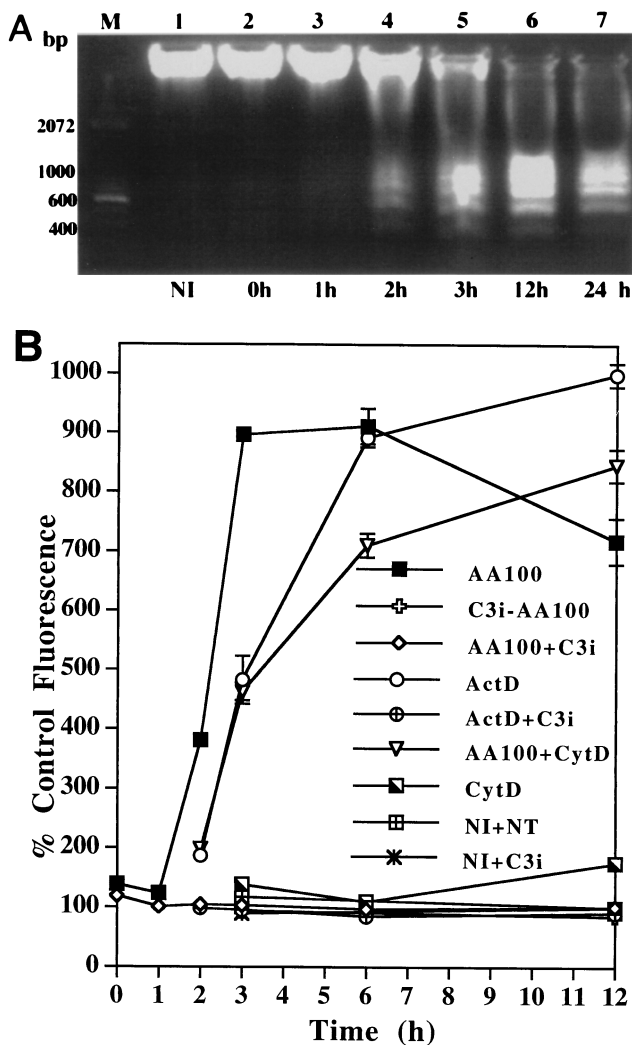 A
M 1 2 3 4 5 6 7
bp
2072
1000
600
400
NI 0h 1h 2h 3h 12h 24 h
B
1000
900
800
700
600
500
400
300
200
100
0
% Control Fluorescence
AA100
C3i-AA100
AA100+C3i
ActD
ActD+C3i
AA100+CytD
CytD
NI+NT
NI+C3i
0 1 2 3 4 5 6 7 8 9 10 11 12
Time (h)